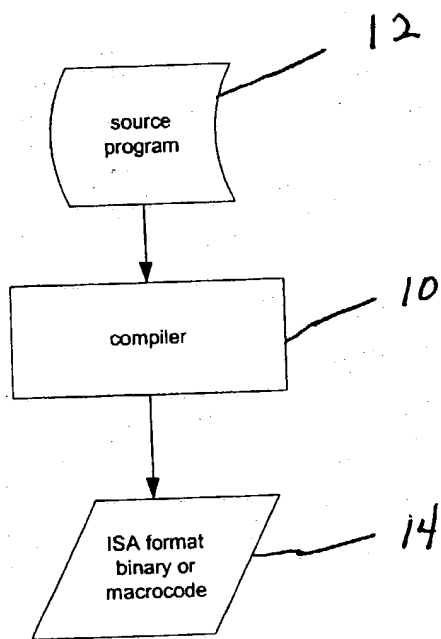 12
source
program
10
compiler
14
ISA format
binary or
macrocode